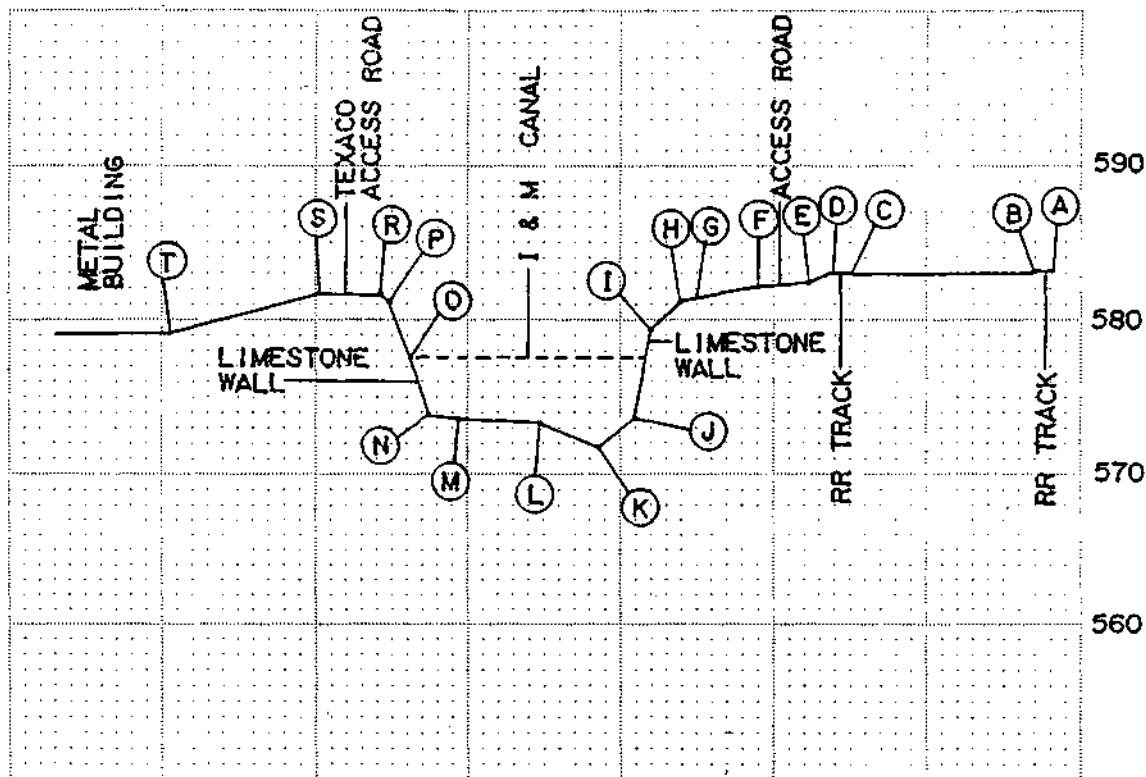 METAL
BUILDING
TEXACO
ACCESS ROAD
I & M CANAL
ACCESS ROAD
590
T
S
R
P
O
H
G
F
E
D
C
B
A
I
580
LIMESTONE
WALL
LIMESTONE
WALL
N
M
L
K
J
RR TRACK
RR TRACK
570
560